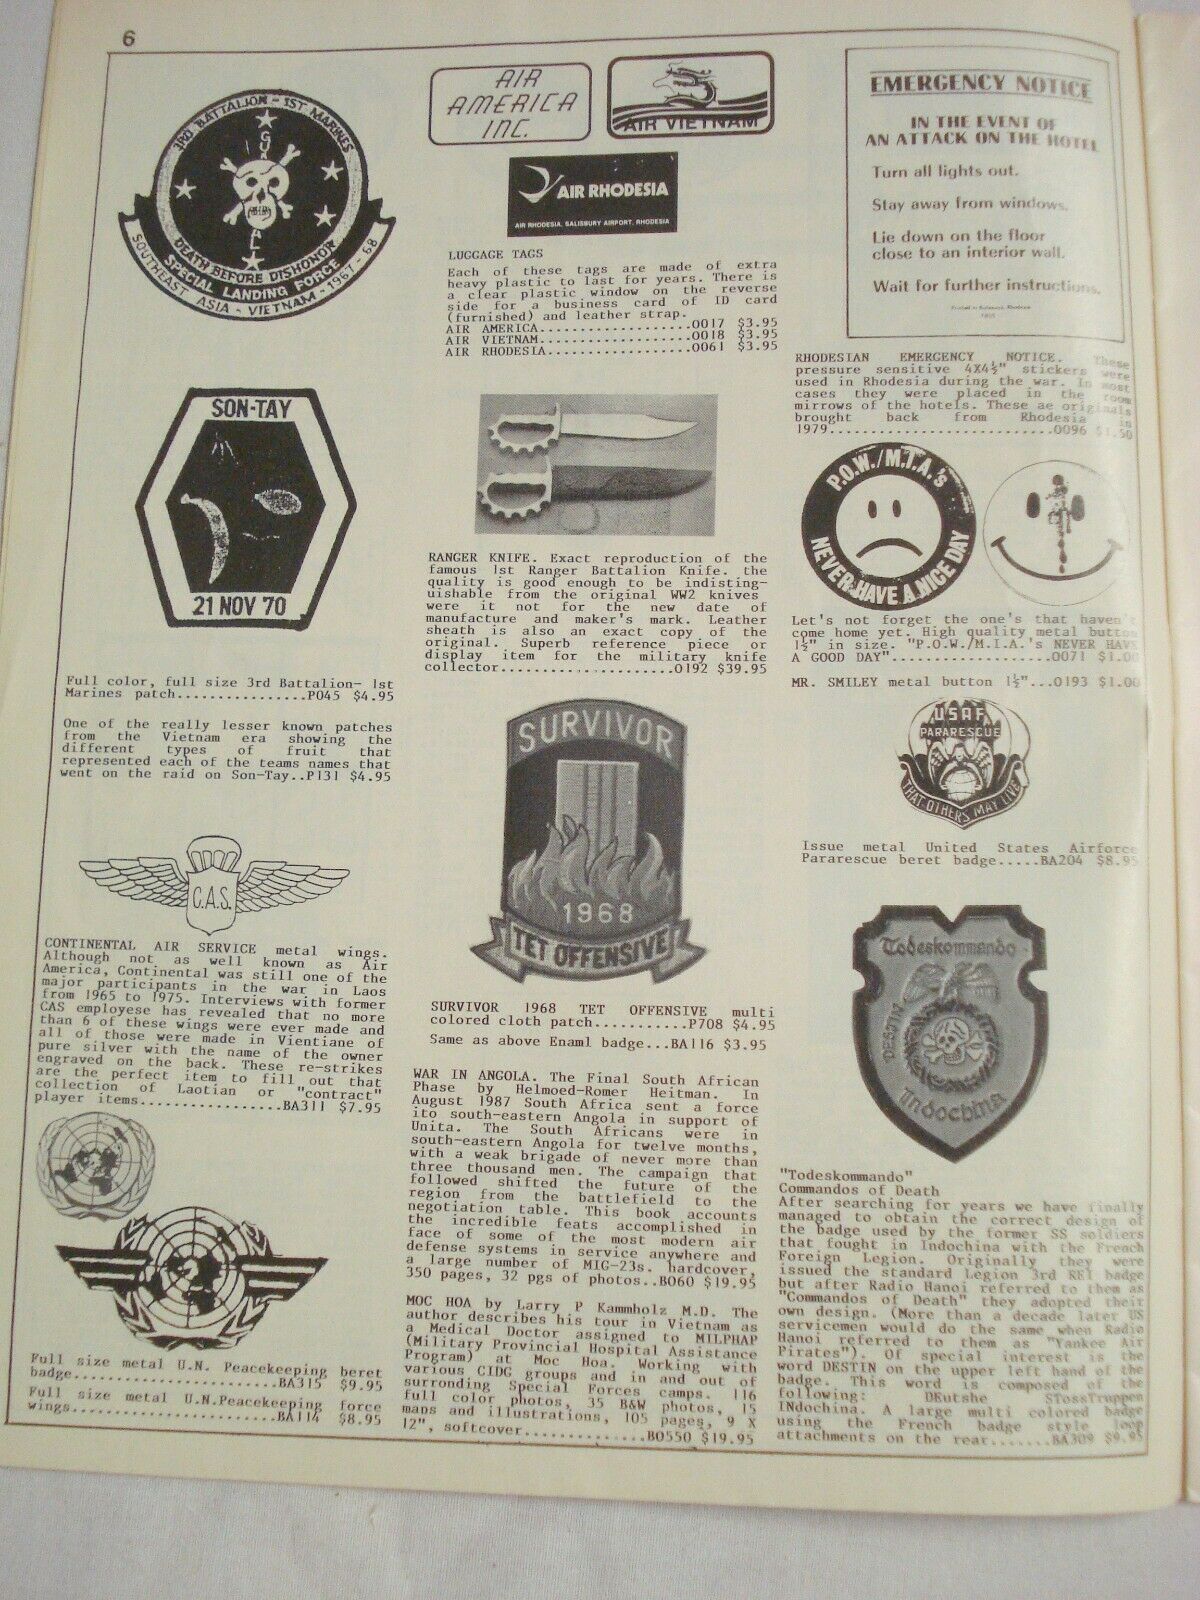 6
3RD BATTALION - 1ST MARINES
DEATH BEFORE DISHONOR
SPECIAL LANDING FORCE
SOUTHEAST ASIA - VIETNAM - 1967 - 68
SON-TAY
21 NOV 70
Full color, full size 3rd Battalion- 1st
Marines patch...............P045 $4.95
One of the really lesser known patches
from the Vietnam era showing the
different types of fruit that
represented each of the teams names that
went on the raid on Son-Tay..P131 $4.95
C.A.S.
CONTINENTAL AIR SERVICE metal wings.
Although not as well known as Air
America, Continental was still one of the
major participants in the war in Laos
from 1965 to 1975. Interviews with former
CAS employese has revealed that no more
than 6 of these wings were ever made and
all of those were made in Vientiane of
pure silver with the name of the owner
engraved on the back. These re-strikes
are the perfect item to fill out that
collection of Laotian or "contract"
player items................BA311 $7.95
Full size metal U.N. Peacekeeping beret
badge.......................BA315 $9.95
Full size metal U.N.Peacekeeping force
wings.......................BA114 $8.95
AIR
AMERICA
INC.
AIR VIETNAM
AIR RHODESIA
AIR RHODESIA, SALISBURY AIRPORT, RHODESIA
LUGGAGE TAGS
Each of these tags are made of extra
heavy plastic to last for years. There is
a clear plastic window on the reverse
side for a business card of ID card
(furnished) and leather strap.
AIR AMERICA...................0017 $3.95
AIR VIETNAM...................0018 $3.95
AIR RHODESIA..................0061 $3.95
RANGER KNIFE. Exact reproduction of the
famous 1st Ranger Battalion Knife. the
quality is good enough to be indisting-
uishable from the original WW2 knives
were it not for the new date of
manufacture and maker's mark. Leather
sheath is also an exact copy of the
original. Superb reference piece or
display item for the military knife
collector....................0192 $39.95
SURVIVOR
1968
TET OFFENSIVE
SURVIVOR 1968 TET OFFENSIVE multi
colored cloth patch...........P708 $4.95
Same as above Enaml badge...BA116 $3.95
WAR IN ANGOLA. The Final South African
Phase by Helmoed-Romer Heitman. In
August 1987 South Africa sent a force
ito south-eastern Angola in support of
Unita. The South Africans were in
south-eastern Angola for twelve months,
with a weak brigade of never more than
three thousand men. The campaign that
followed shifted the future of the
region from the battlefield to the
negotiation table. This book accounts
the incredible feats accomplished in
face of some of the most modern air
defense systems in service anywhere and
a large number of MIG-23s. hardcover,
350 pages, 32 pgs of photos..B060 $19.95
MOC HOA by Larry P Kammholz M.D. The
author describes his tour in Vietnam as
a Medical Doctor assigned to MILPHAP
(Military Provincial Hospital Assistance
Program) at Moc Hoa. Working with
various CIDG groups and in and out of
surronding Special Forces camps. 116
full color photos, 35 B&W photos, 15
maps and illustrations, 105 pages, 9 X
12", softcover...............B0550 $19.95
EMERGENCY NOTICE
IN THE EVENT OF
AN ATTACK ON THE HOTEL
Turn all lights out.
Stay away from windows.
Lie down on the floor
close to an interior wall.
Wait for further instructions.
RHODESIAN EMERGENCY NOTICE. These
pressure sensitive 4X4½" stickers were
used in Rhodesia during the war. In most
cases they were placed in the room
mirrows of the hotels. These ae originals
brought back from Rhodesia in
1979...........................0096 $1.50
P.O.W./M.I.A.'s
NEVER HAVE A NICE DAY
Let's not forget the one's that haven't
come home yet. High quality metal button
1½" in size. "P.O.W./M.I.A.'s NEVER HAVE
A GOOD DAY"...................0071 $1.00
MR. SMILEY metal button 1½"...0193 $1.00
USAF
PARARESCUE
THAT OTHERS MAY LIVE
Issue metal United States Airforce
Pararescue beret badge.....BA204 $8.95
Todeskommando
DESTIN
Indochina
"Todeskommando"
Commandos of Death
After searching for years we have finally
managed to obtain the correct design of
the badge used by the former SS soldiers
that fought in Indochina with the French
Foreign Legion. Originally they were
issued the standard Legion 3rd REI badge
but after Radio Hanoi referred to them as
"Commandos of Death" they adopted their
own design. (More than a decade later US
servicemen would do the same when Radio
Hanoi referred to them as "Yankee Air
Pirates"). Of special interest is the
word DESTIN on the upper left hand of the
badge. This word is composed of the
following: DEutshe STossTruppen
INdochina. A large multi colored badge
using the French badge style loop
attachments on the rear.......BA309 $9.95